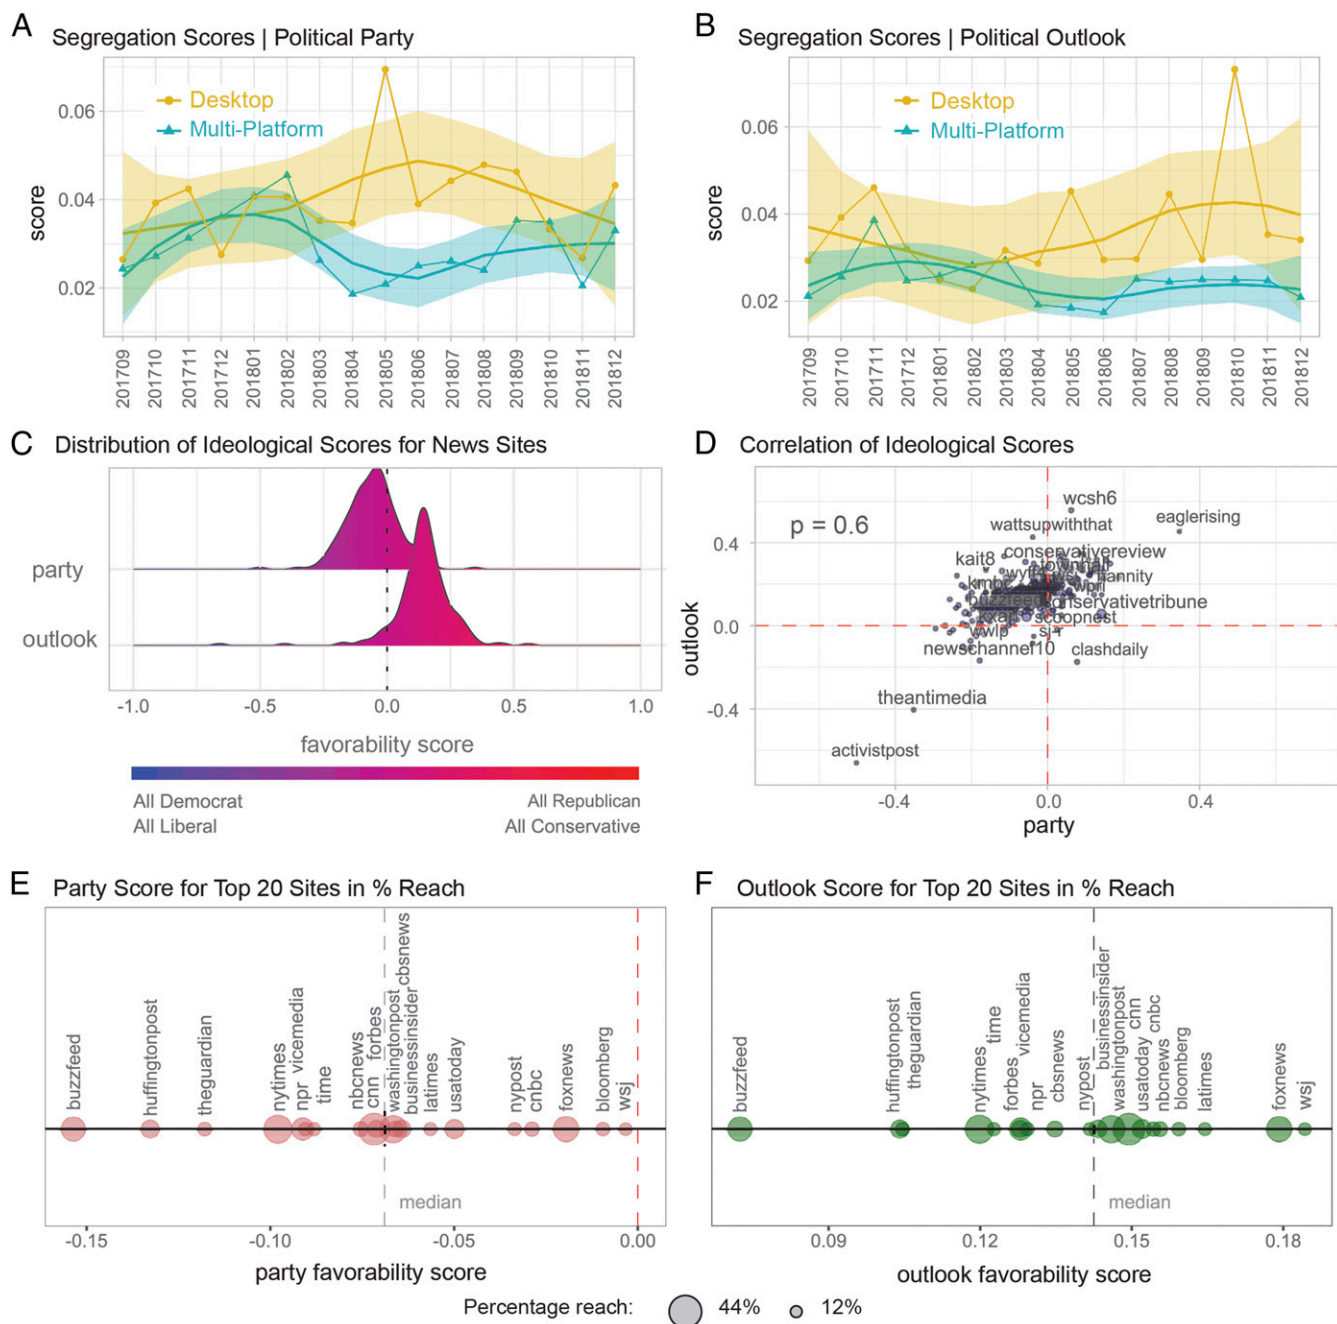 A Segregation Scores | Political Party
B Segregation Scores | Political Outlook
Desktop
Multi-Platform
0.06
0.04
0.02
score
201709
201710
201711
201712
201801
201802
201803
201804
201805
201806
201807
201808
201809
201810
201811
201812
Desktop
Multi-Platform
0.06
0.04
0.02
score
201709
201710
201711
201712
201801
201802
201803
201804
201805
201806
201807
201808
201809
201810
201811
201812
C Distribution of Ideological Scores for News Sites
party
outlook
-1.0 -0.5 0.0 0.5 1.0
favorability score
All Democrat All Republican
All Liberal All Conservative
D Correlation of Ideological Scores
p = 0.6
wcsh6
eaglerising
wattsupwiththat
conservativereview
kait8
townhall
wyff4
hannity
kmbc
wpri
buzzfeed
conservativetribune
scoopnest
wwlp
newschannel10
clashdaily
theantimedia
activistpost
0.4
0.0
-0.4
outlook
-0.4 0.0 0.4
party
E Party Score for Top 20 Sites in % Reach
buzzfeed
huffingtonpost
theguardian
nytimes
npr
vicemedia
time
nbcnews
cnn
forbes
washingtonpost
cbsnews
businessinsider
latimes
usatoday
nypost
cnbc
foxnews
bloomberg
wsj
median
-0.15 -0.10 -0.05 0.00
party favorability score
F Outlook Score for Top 20 Sites in % Reach
buzzfeed
huffingtonpost
theguardian
nytimes
time
forbes
vicemedia
npr
cbsnews
nypost
businessinsider
washingtonpost
cnn
usatoday
cnbc
nbcnews
bloomberg
latimes
foxnews
wsj
median
0.09 0.12 0.15 0.18
outlook favorability score
Percentage reach: 44% 12%